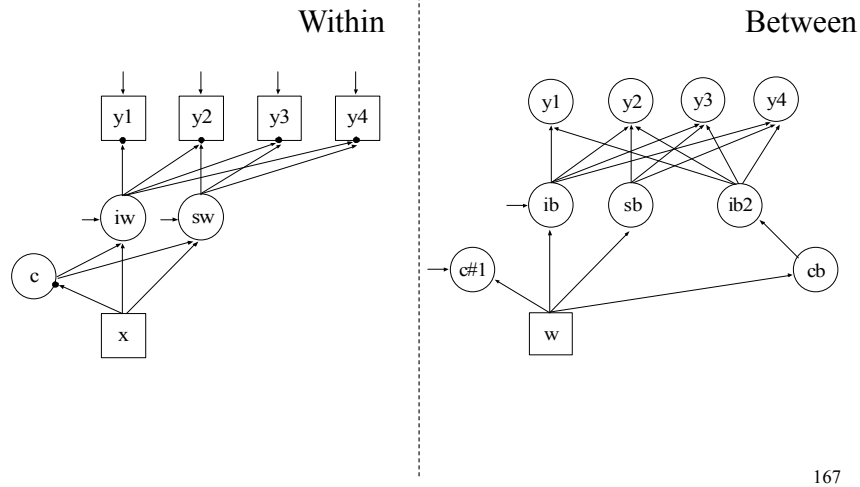 Within
Between
y1 y2 y3 y4
y1 y2 y3 y4
iw sw
ib sb ib2
c
c#1
cb
x
w
167